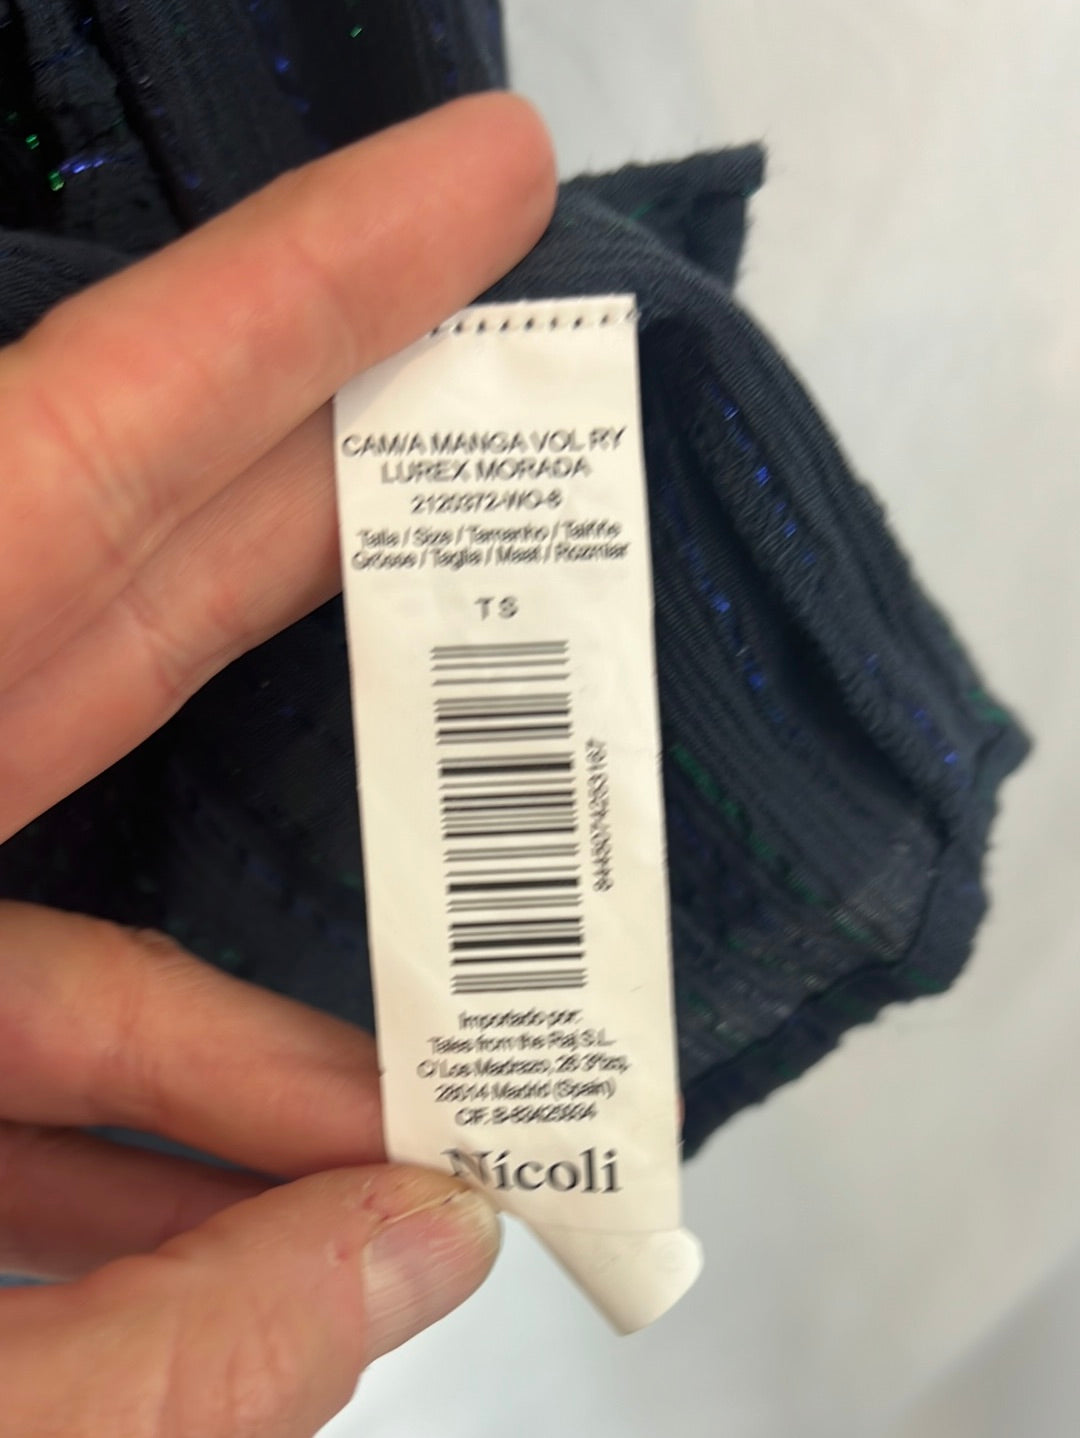 CAM/A MANGA VOL RY
LUREX MORADA
2120372-WO-6
Talla / Size / Tamanho / Taille
Grösse / Taglia / Maat / Rozmiar
T S
Importado por:
Tales from the Raj S.L.
C/ Los Madrazo, 26 3ºizq,
28014 Madrid (Spain)
Nícoli